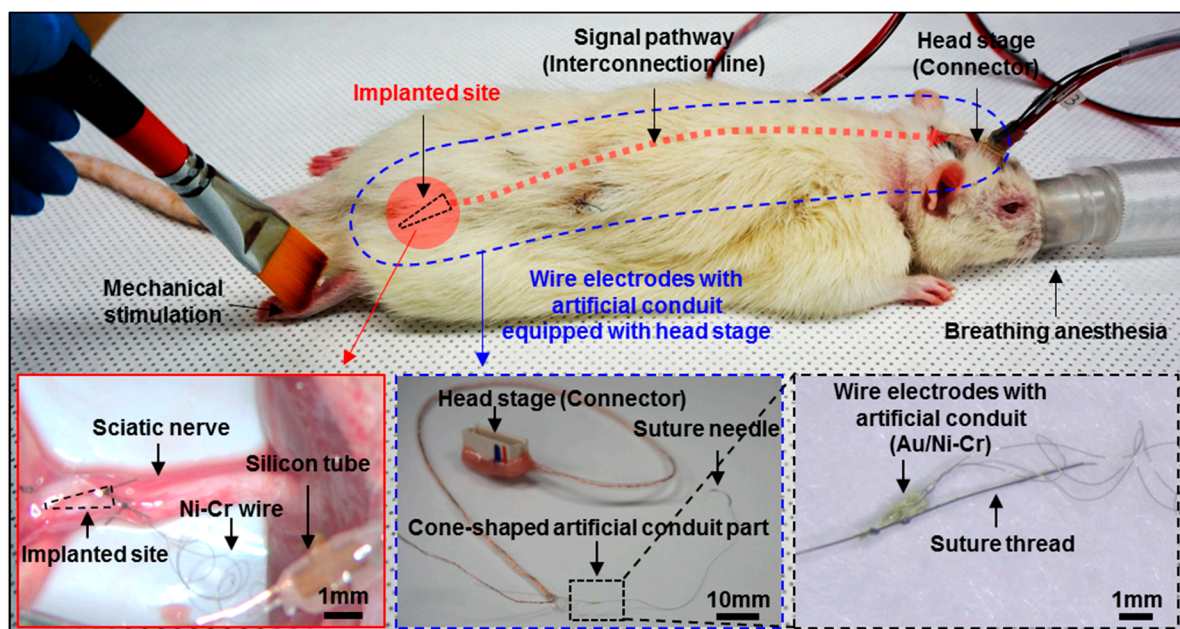 Signal pathway
(Interconnection line)
Head stage
(Connector)
Implanted site
3
Mechanical
stimulation
Wire electrodes with
artificial conduit
equipped with head stage
Breathing anesthesia
Sciatic nerve
Silicon tube
Ni-Cr wire
Implanted site
1mm
Head stage (Connector)
Suture needle
Cone-shaped artificial conduit part
10mm
Wire electrodes with
artificial conduit
(Au/Ni-Cr)
Suture thread
1mm